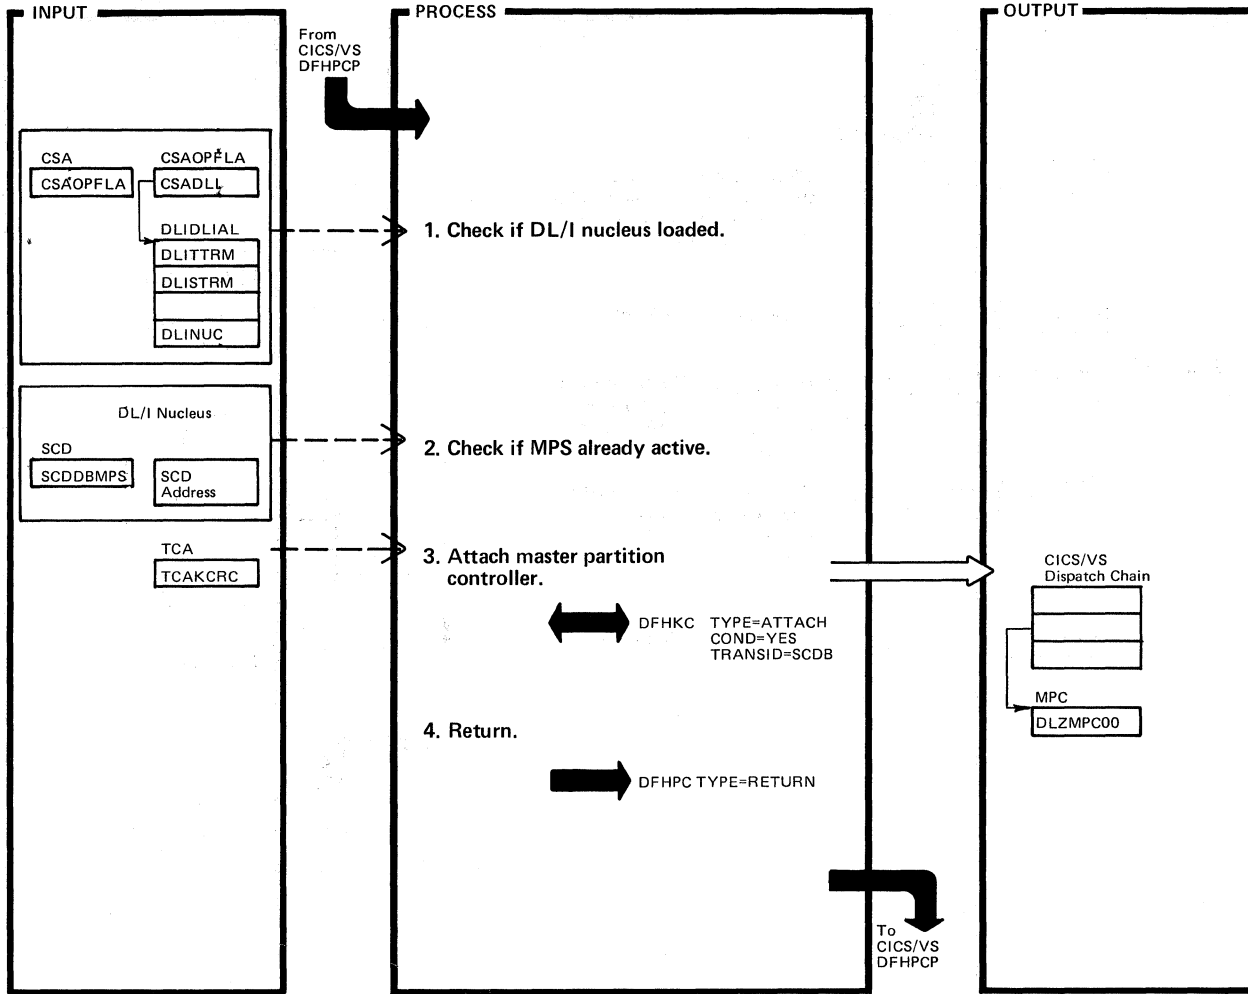 INPUT
PROCESS
OUTPUT
From
CICS/VS
DFHPCP
CSA
CSAOPFLA
CSAOPFLA
CSADLL
DLIDLIAL
DLITTRM
DLISTRM
DLINUC
1. Check if DL/I nucleus loaded.
DL/I Nucleus
SCD
SCDDBMPS
SCD
Address
2. Check if MPS already active.
TCA
TCAKCRC
3. Attach master partition
controller.
DFHKC TYPE=ATTACH
COND=YES
TRANSID=SCDB
CICS/VS
Dispatch Chain
MPC
DLZMPC00
4. Return.
DFHPC TYPE=RETURN
To
CICS/VS
DFHPCP